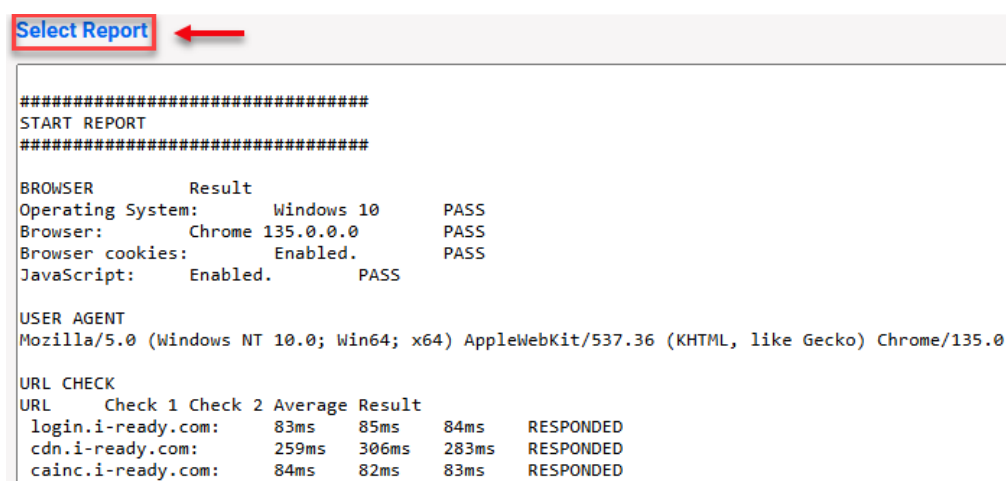 Select Report
#################################
START REPORT
#################################
BROWSER Result
Operating System: Windows 10 PASS
Browser: Chrome 135.0.0.0 PASS
Browser cookies: Enabled. PASS
JavaScript: Enabled. PASS
USER AGENT
Mozilla/5.0 (Windows NT 10.0; Win64; x64) AppleWebKit/537.36 (KHTML, like Gecko) Chrome/135.0
URL CHECK
URL Check 1 Check 2 Average Result
login.i-ready.com: 83ms 85ms 84ms RESPONDED
cdn.i-ready.com: 259ms 306ms 283ms RESPONDED
cainc.i-ready.com: 84ms 82ms 83ms RESPONDED